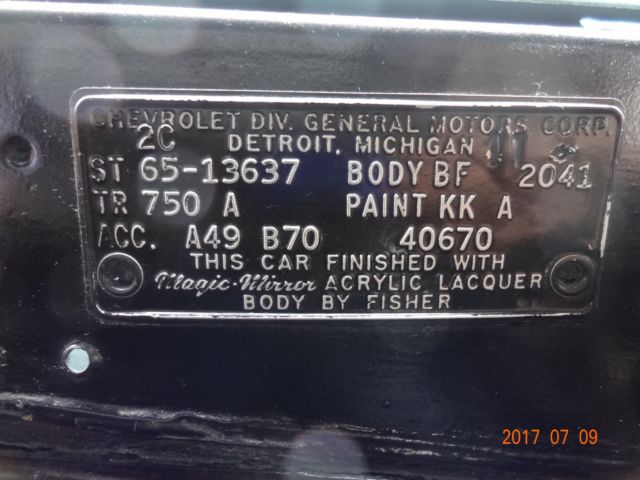 CHEVROLET DIV. GENERAL MOTORS CORP.
2C DETROIT, MICHIGAN
ST 65-13637 BODY BF 2041
TR 750 A PAINT KK A
ACC. A49 B70 40670
THIS CAR FINISHED WITH
Magic-Mirror ACRYLIC LACQUER
BODY BY FISHER
2017 07 09